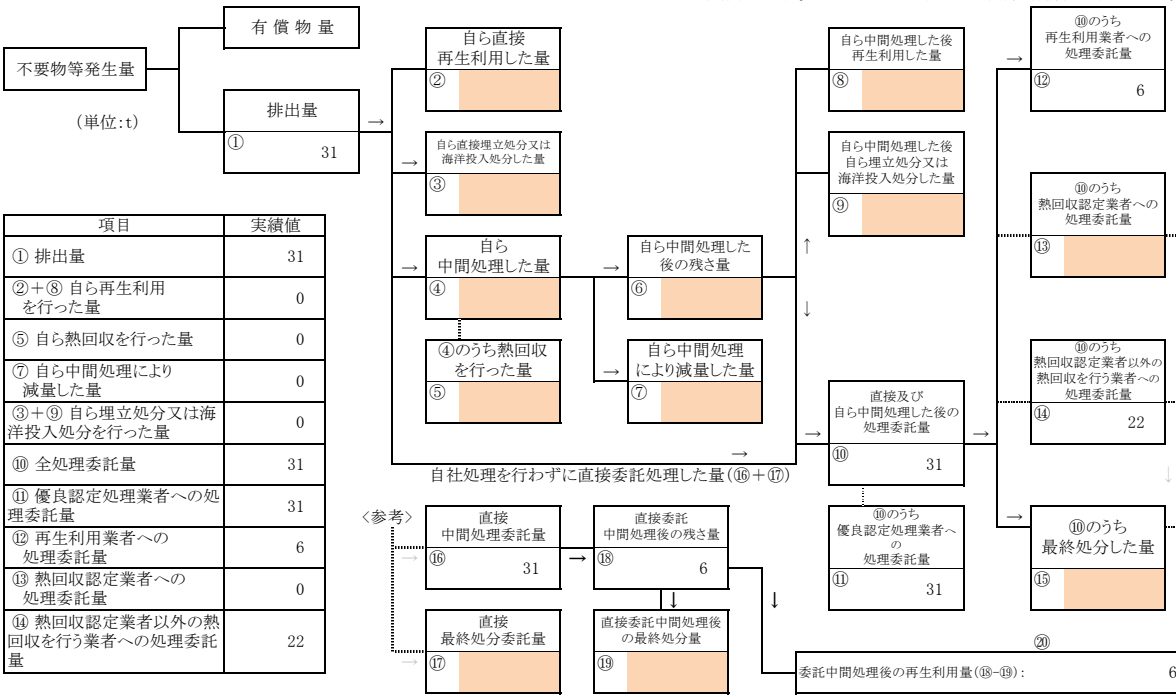 有 償 物 量
不要物等発生量
(単位:t)
排出量
①
31
→
自ら直接
再生利用した量
②
→
自ら直接埋立処分又は
海洋投入処分した量
③
→
自ら
中間処理した量
④
④のうち熱回収
を行った量
⑤
→
自ら中間処理した
後の残さ量
⑥
→
自ら中間処理
により減量した量
⑦
自ら中間処理した後
再生利用した量
⑧
自ら中間処理した後
自ら埋立処分又は
海洋投入処分した量
⑨
↑
↓
→
自社処理を行わずに直接委託処理した量(⑯+⑰)
→
直接及び
自ら中間処理した後の
処理委託量
⑩
31
⑩のうち
優良認定処理業者へ
の
処理委託量
⑪
31
→
→
⑩のうち
再生利用業者への
処理委託量
⑫
6
⑩のうち
熱回収認定業者への
処理委託量
⑬
⑩のうち
熱回収認定業者以外の
熱回収を行う業者への
処理委託量
⑭
22
↓
→
⑩のうち
最終処分した量
⑮
〈参考〉
→
直接
中間処理委託量
⑯
31
→
直接委託
中間処理後の残さ量
⑱
6
→
直接
最終処分委託量
⑰
↓
直接委託中間処理後
の最終処分量
⑲
↓
⑳
委託中間処理後の再生利用量(⑱-⑲):
6
項目 実績値
① 排出量 31
②+⑧ 自ら再生利用
を行った量 0
⑤ 自ら熱回収を行った量 0
⑦ 自ら中間処理により
減量した量 0
③+⑨ 自ら埋立処分又は海
洋投入処分を行った量 0
⑩ 全処理委託量 31
⑪ 優良認定処理業者への処
理委託量 31
⑫ 再生利用業者への
処理委託量 6
⑬ 熱回収認定業者への
処理委託量 0
⑭ 熱回収認定業者以外の熱
回収を行う業者への処理委託
量 22